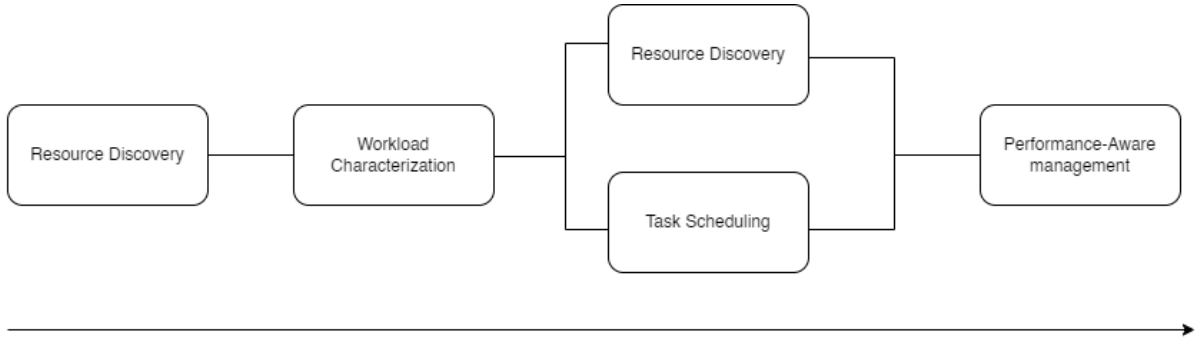 Resource Discovery
Workload
Characterization
Resource Discovery
Task Scheduling
Performance-Aware
management